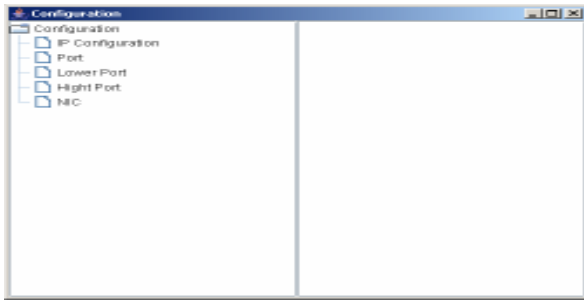 Configuration
Configuration
IP Configuration
Port
Lower Port
Hight Port
NIC